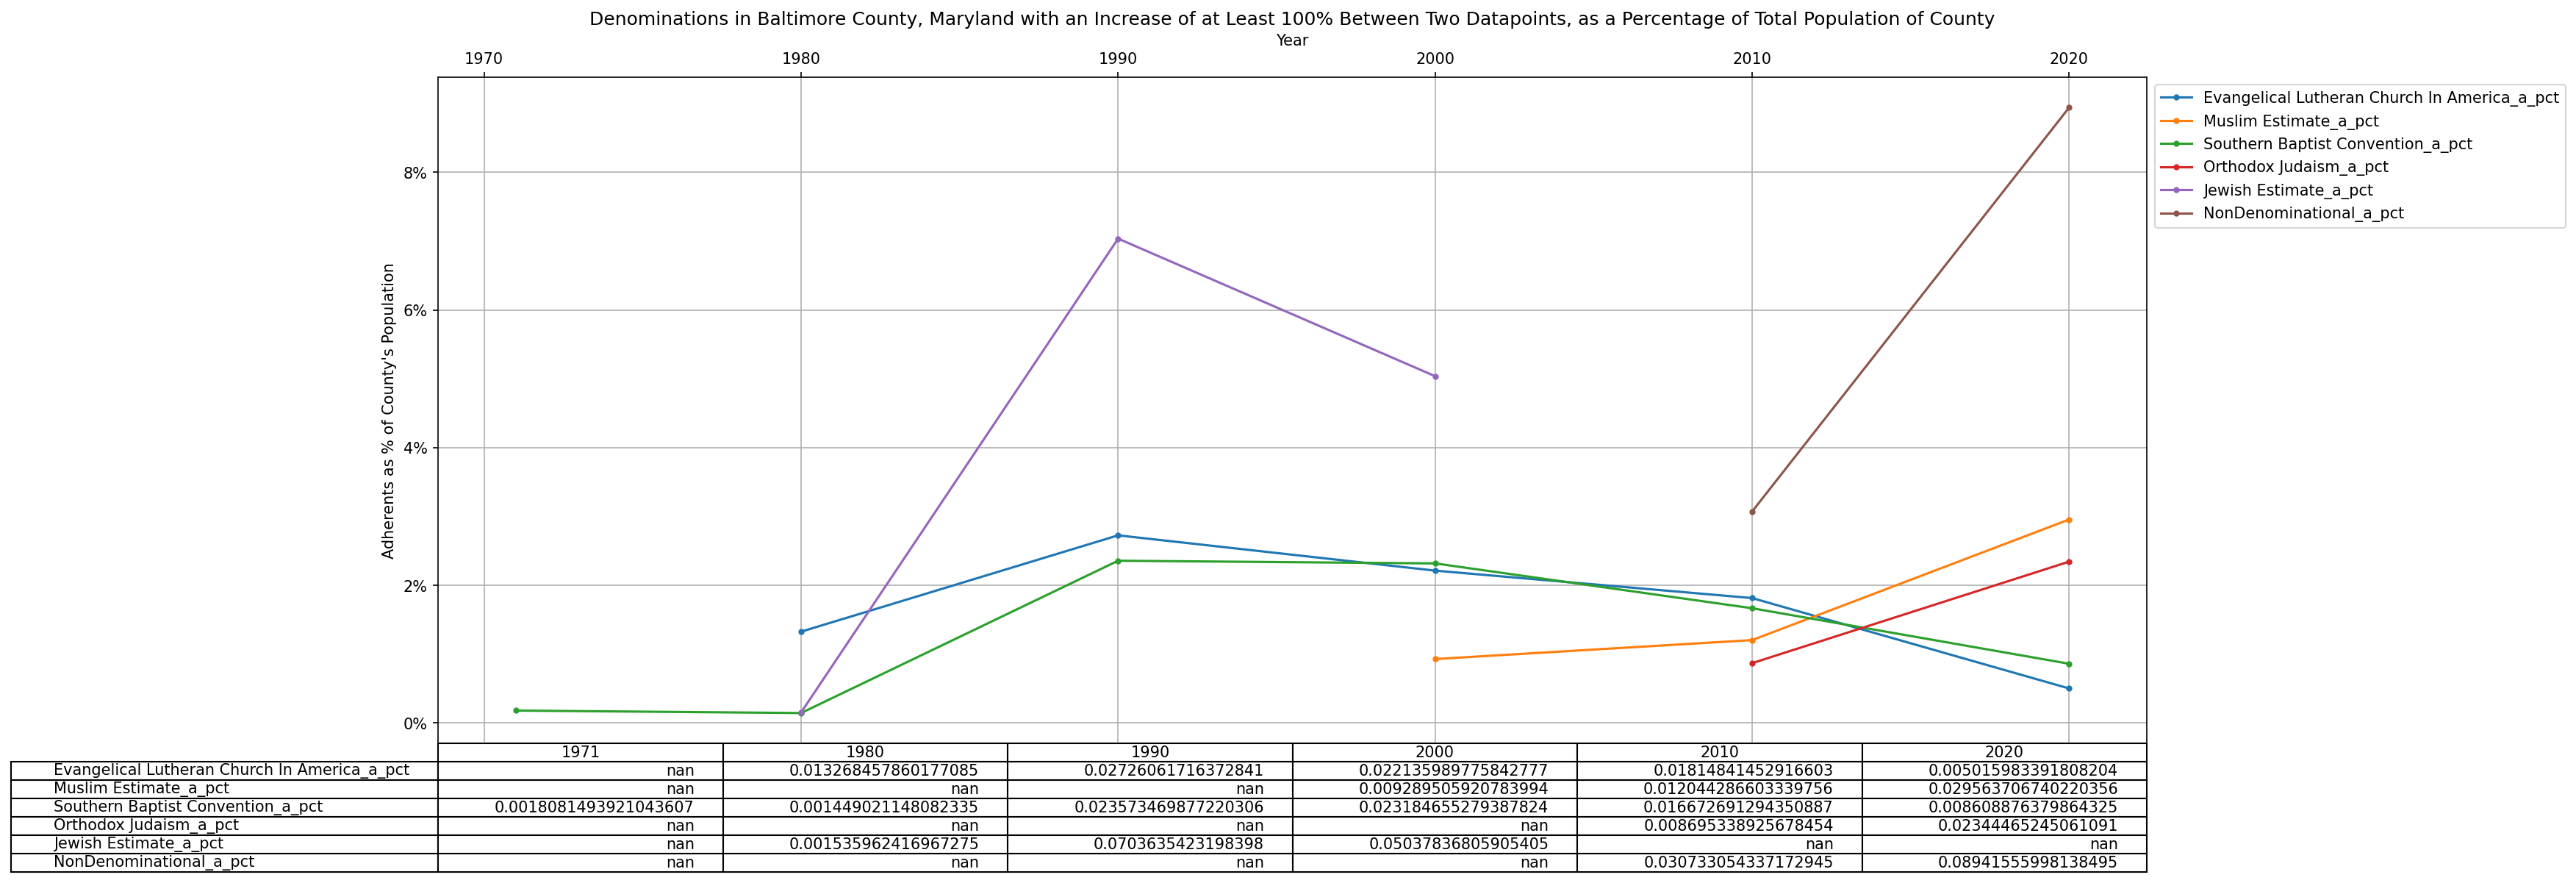 Denominations in Baltimore County, Maryland with an Increase of at Least 100% Between Two Datapoints, as a Percentage of Total Population of County
Year
1970 1980 1990 2000 2010 2020
Evangelical Lutheran Church In America_a_pct
Muslim Estimate_a_pct
Southern Baptist Convention_a_pct
Orthodox Judaism_a_pct
Jewish Estimate_a_pct
NonDenominational_a_pct
Adherents as % of County's Population
8%
6%
4%
2%
0%
1971 1980 1990 2000 2010 2020
Evangelical Lutheran Church In America_a_pct nan 0.013268457860177085 0.02726061716372841 0.022135989775842777 0.01814841452916603 0.005015983391808204
Muslim Estimate_a_pct nan nan nan 0.009289505920783994 0.012044286603339756 0.029563706740220356
Southern Baptist Convention_a_pct 0.0018081493921043607 0.001449021148082335 0.023573469877220306 0.023184655279387824 0.016672691294350887 0.008608876379864325
Orthodox Judaism_a_pct nan nan nan nan 0.008695338925678454 0.02344465245061091
Jewish Estimate_a_pct nan 0.001535962416967275 0.0703635423198398 0.05037836805905405 nan nan
NonDenominational_a_pct nan nan nan nan 0.030733054337172945 0.08941555998138495